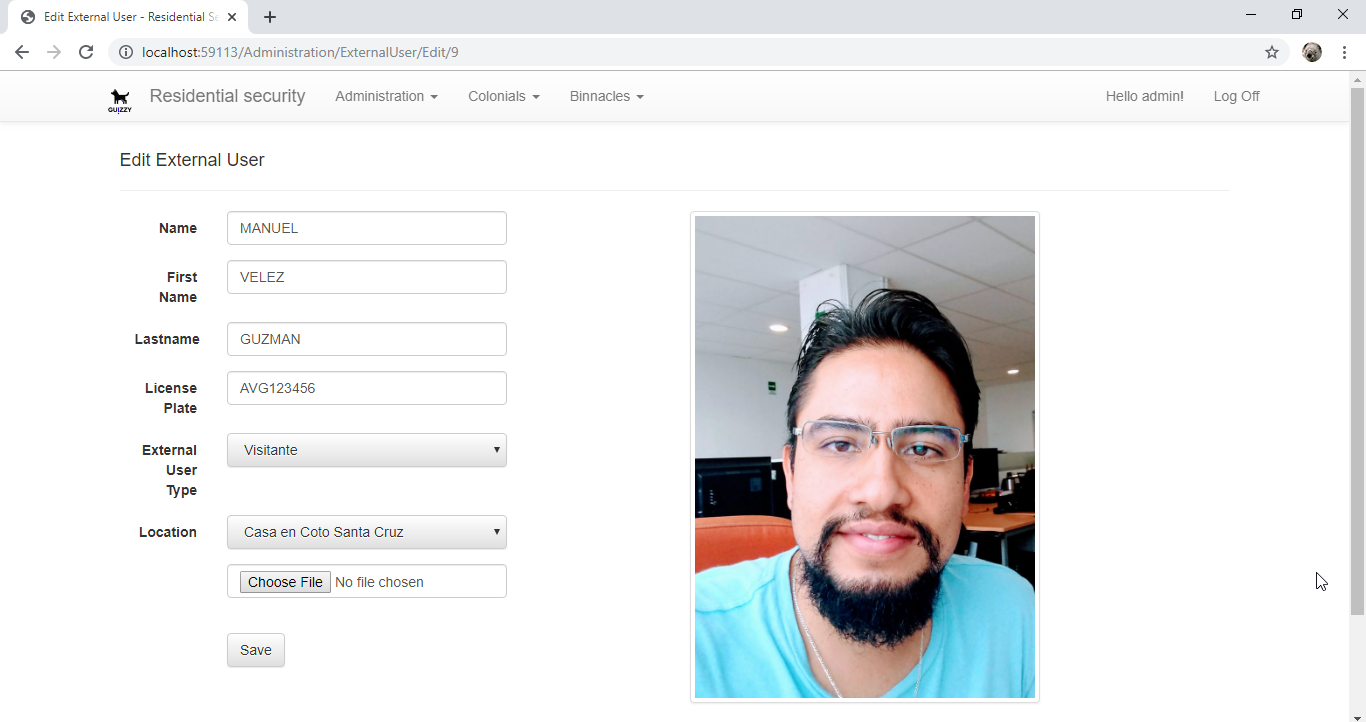 Edit External User - Residential Se
localhost:59113/Administration/ExternalUser/Edit/9
GUIZZY
Residential security
Administration
Colonials
Binnacles
Hello admin!
Log Off
Edit External User
Name
MANUEL
First
Name
VELEZ
Lastname
GUZMAN
License
Plate
AVG123456
External
User
Type
Visitante
Location
Casa en Coto Santa Cruz
Choose File No file chosen
Save